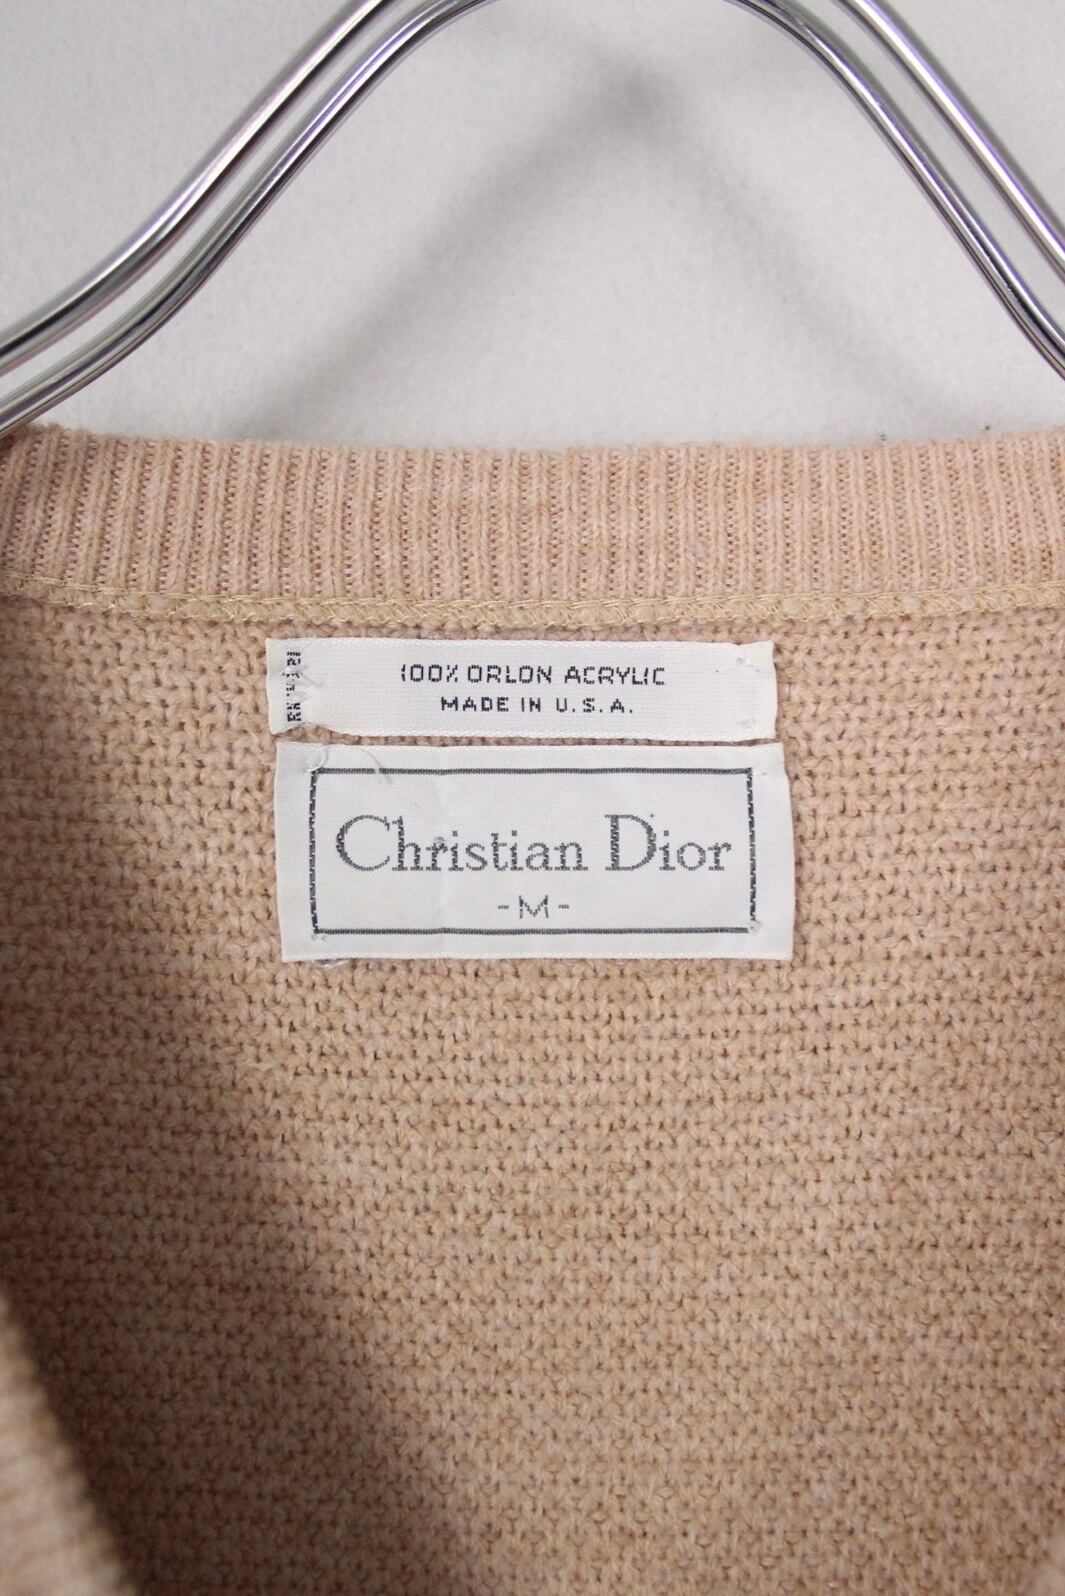 100% ORLON ACRYLIC
MADE IN U.S.A.
Christian Dior
-M-